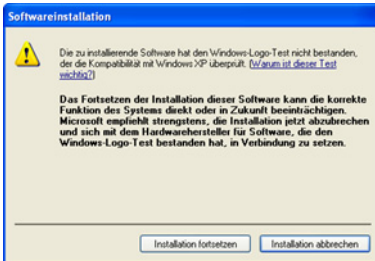 Softwareinstallation
Die zu installierende Software hat den Windows-Logo-Test nicht bestanden,
der die Kompatibilität mit Windows XP überprüft. (Warum ist dieser Test
wichtig?)
Das Fortsetzen der Installation dieser Software kann die korrekte
Funktion des Systems direkt oder in Zukunft beeinträchtigen.
Microsoft empfiehlt strengstens, die Installation jetzt abzubrechen
und sich mit dem Hardwarehersteller für Software, die den
Windows-Logo-Test bestanden hat, in Verbindung zu setzen.
Installation fortsetzen
Installation abbrechen